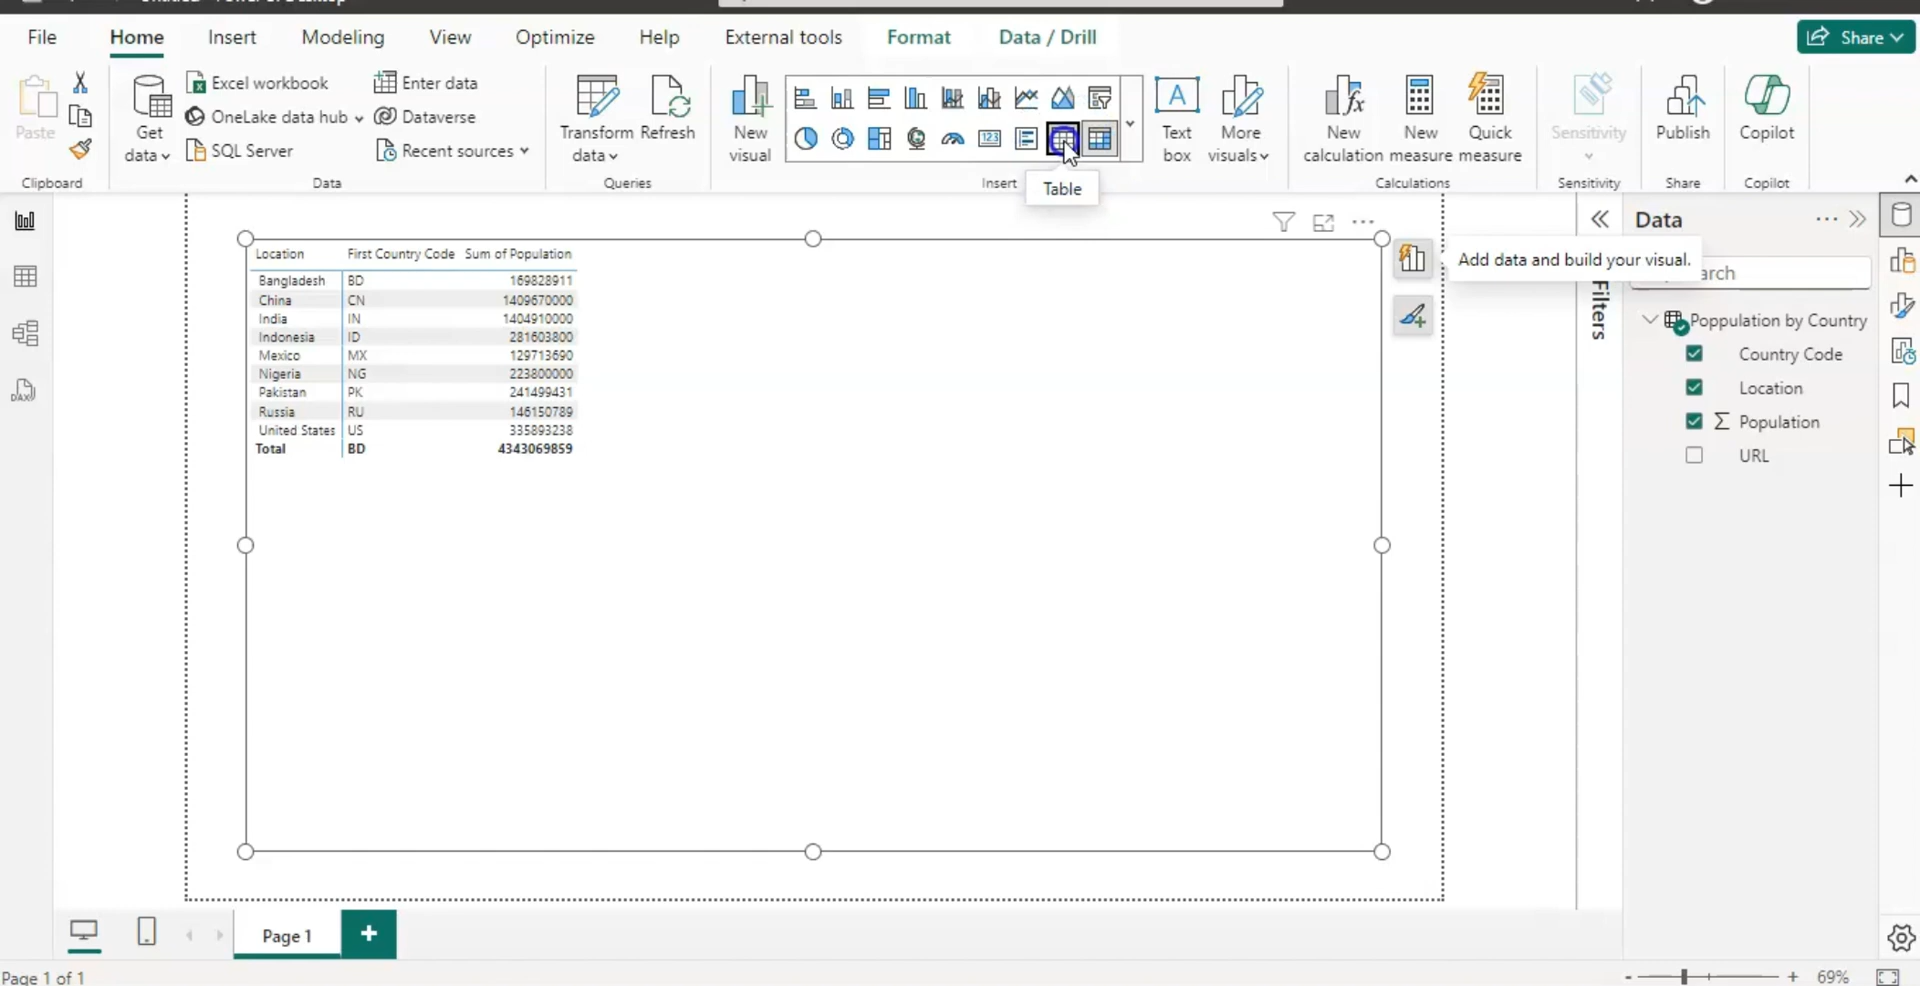 File
Home
Insert
Modeling
View
Optimize
Help
External tools
Format
Data / Drill
Share
Paste
Clipboard
Get
data
Excel workbook
OneLake data hub
SQL Server
Enter data
Dataverse
Recent sources
Data
Transform
data
Refresh
Queries
New
visual
123
Insert
Table
A
Text
box
More
visuals
New
calculation
New
measure
Quick
measure
Calculations
Sensitivity
Sensitivity
Publish
Share
Copilot
Copilot
DAX
Location First Country Code Sum of Population
Bangladesh BD 169828911
China CN 1409670000
India IN 1404910000
Indonesia ID 281603800
Mexico MX 129713690
Nigeria NG 223800000
Pakistan PK 241499431
Russia RU 146150789
United States US 335893238
Total BD 4343069859
Add data and build your visual.
Filters
Data
arch
Poppulation by Country
Country Code
Location
Σ Population
URL
Page 1
Page 1 of 1
- + 69%